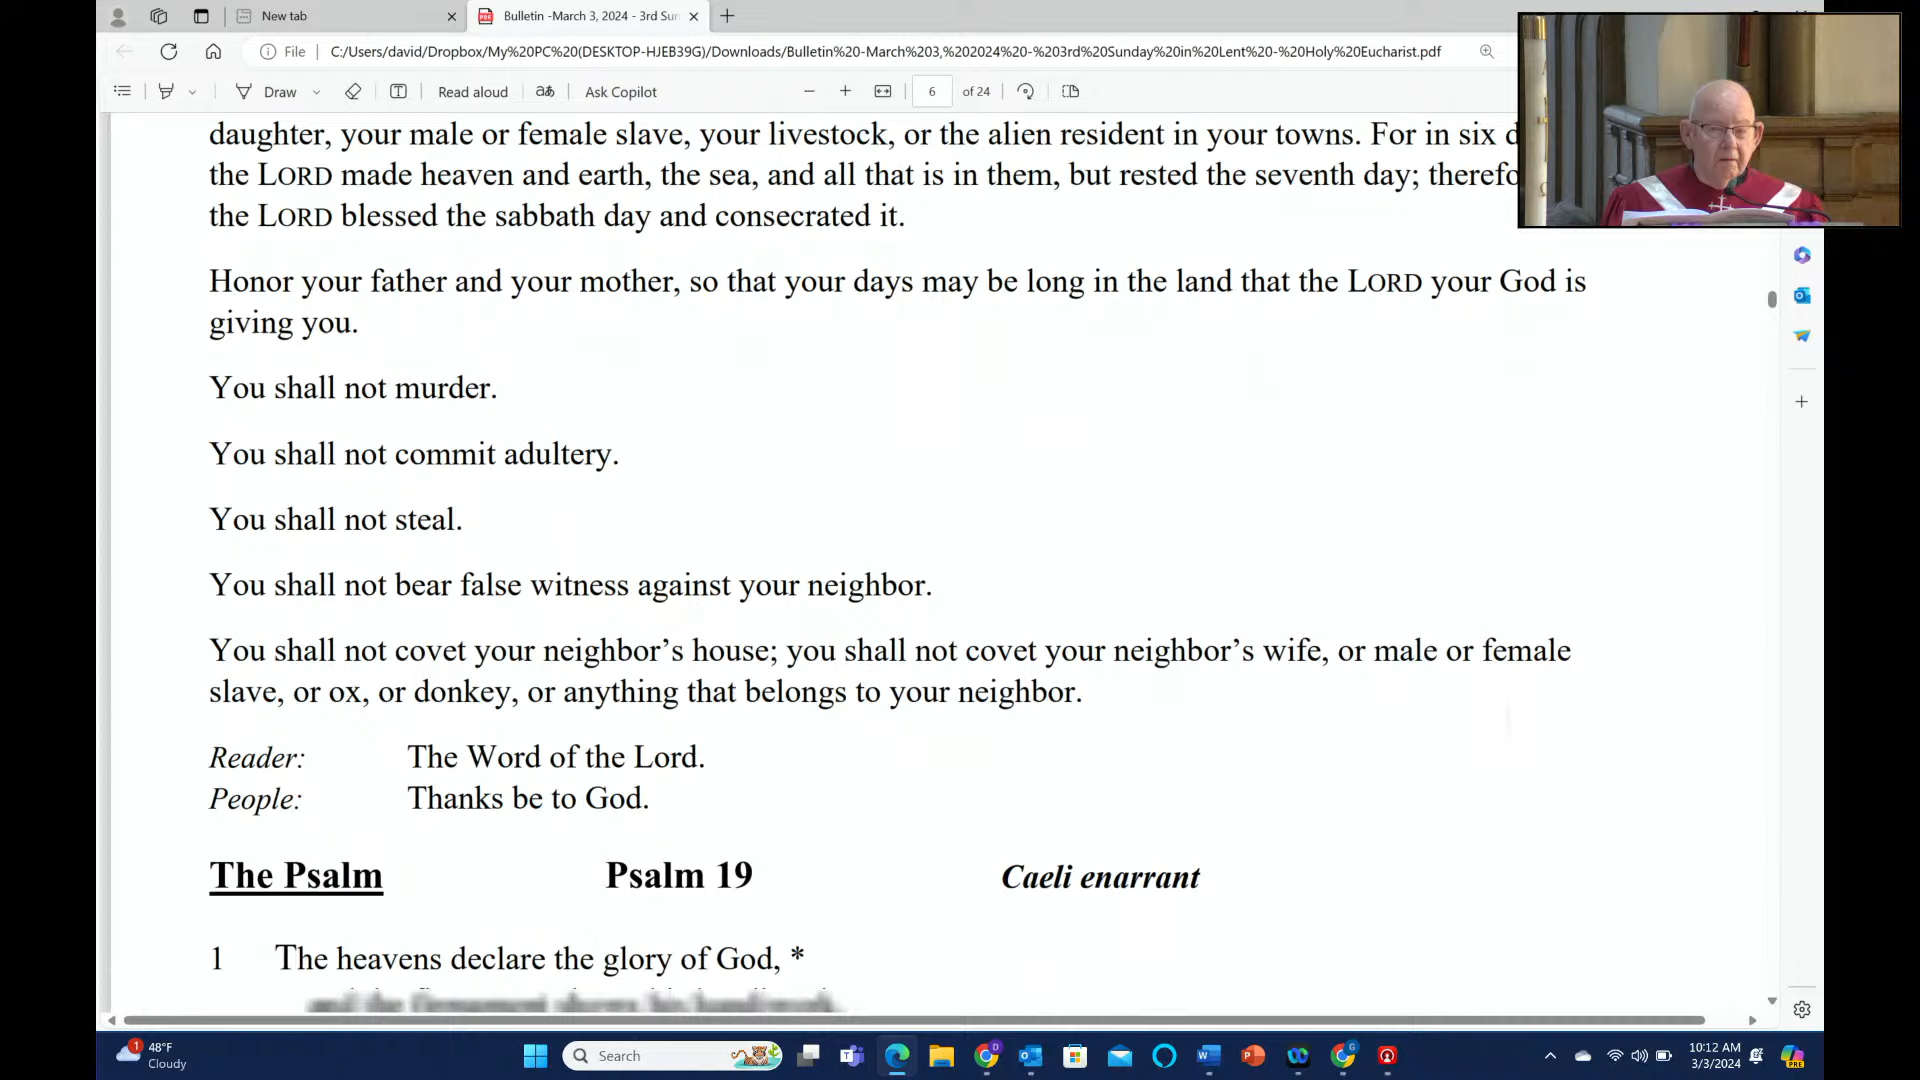 New tab
Bulletin -March 3, 2024 - 3rd Sun
File
C:/Users/david/Dropbox/My%20PC%20(DESKTOP-HJEB39G)/Downloads/Bulletin%20-March%203,%202024%20-%203rd%20Sunday%20in%20Lent%20-%20Holy%20Eucharist.pdf
Draw
Read aloud
Ask Copilot
6 of 24
daughter, your male or female slave, your livestock, or the alien resident in your towns. For in six
the LORD made heaven and earth, the sea, and all that is in them, but rested the seventh day;
the LORD blessed the sabbath day and consecrated it.
Honor your father and your mother, so that your days may be long in the land that the LORD your God is
giving you.
You shall not murder.
You shall not commit adultery.
You shall not steal.
You shall not bear false witness against your neighbor.
You shall not covet your neighbor’s house; you shall not covet your neighbor’s wife, or male or female
slave, or ox, or donkey, or anything that belongs to your neighbor.
Reader: The Word of the Lord.
People: Thanks be to God.
The Psalm Psalm 19 Caeli enarrant
1 The heavens declare the glory of God, *
48°F
Cloudy
Search
10:12 AM
3/3/2024